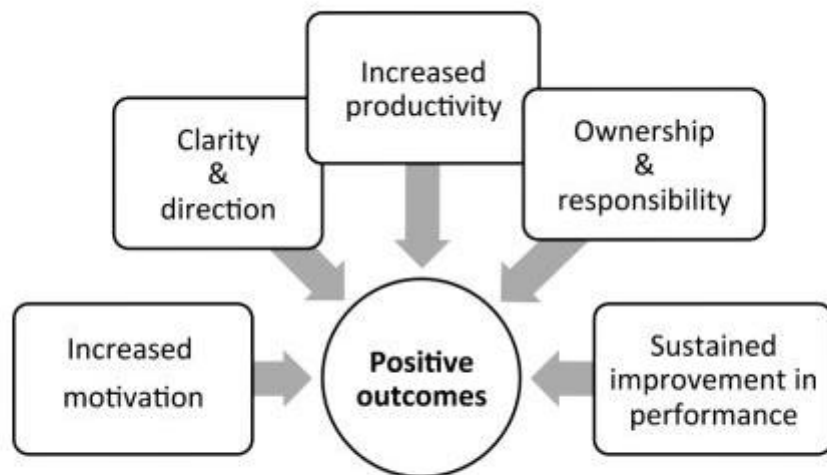 Increased
productivity
Clarity
&
direction
Ownership
&
responsibility
Increased
motivation
Positive
outcomes
Sustained
improvement in
performance